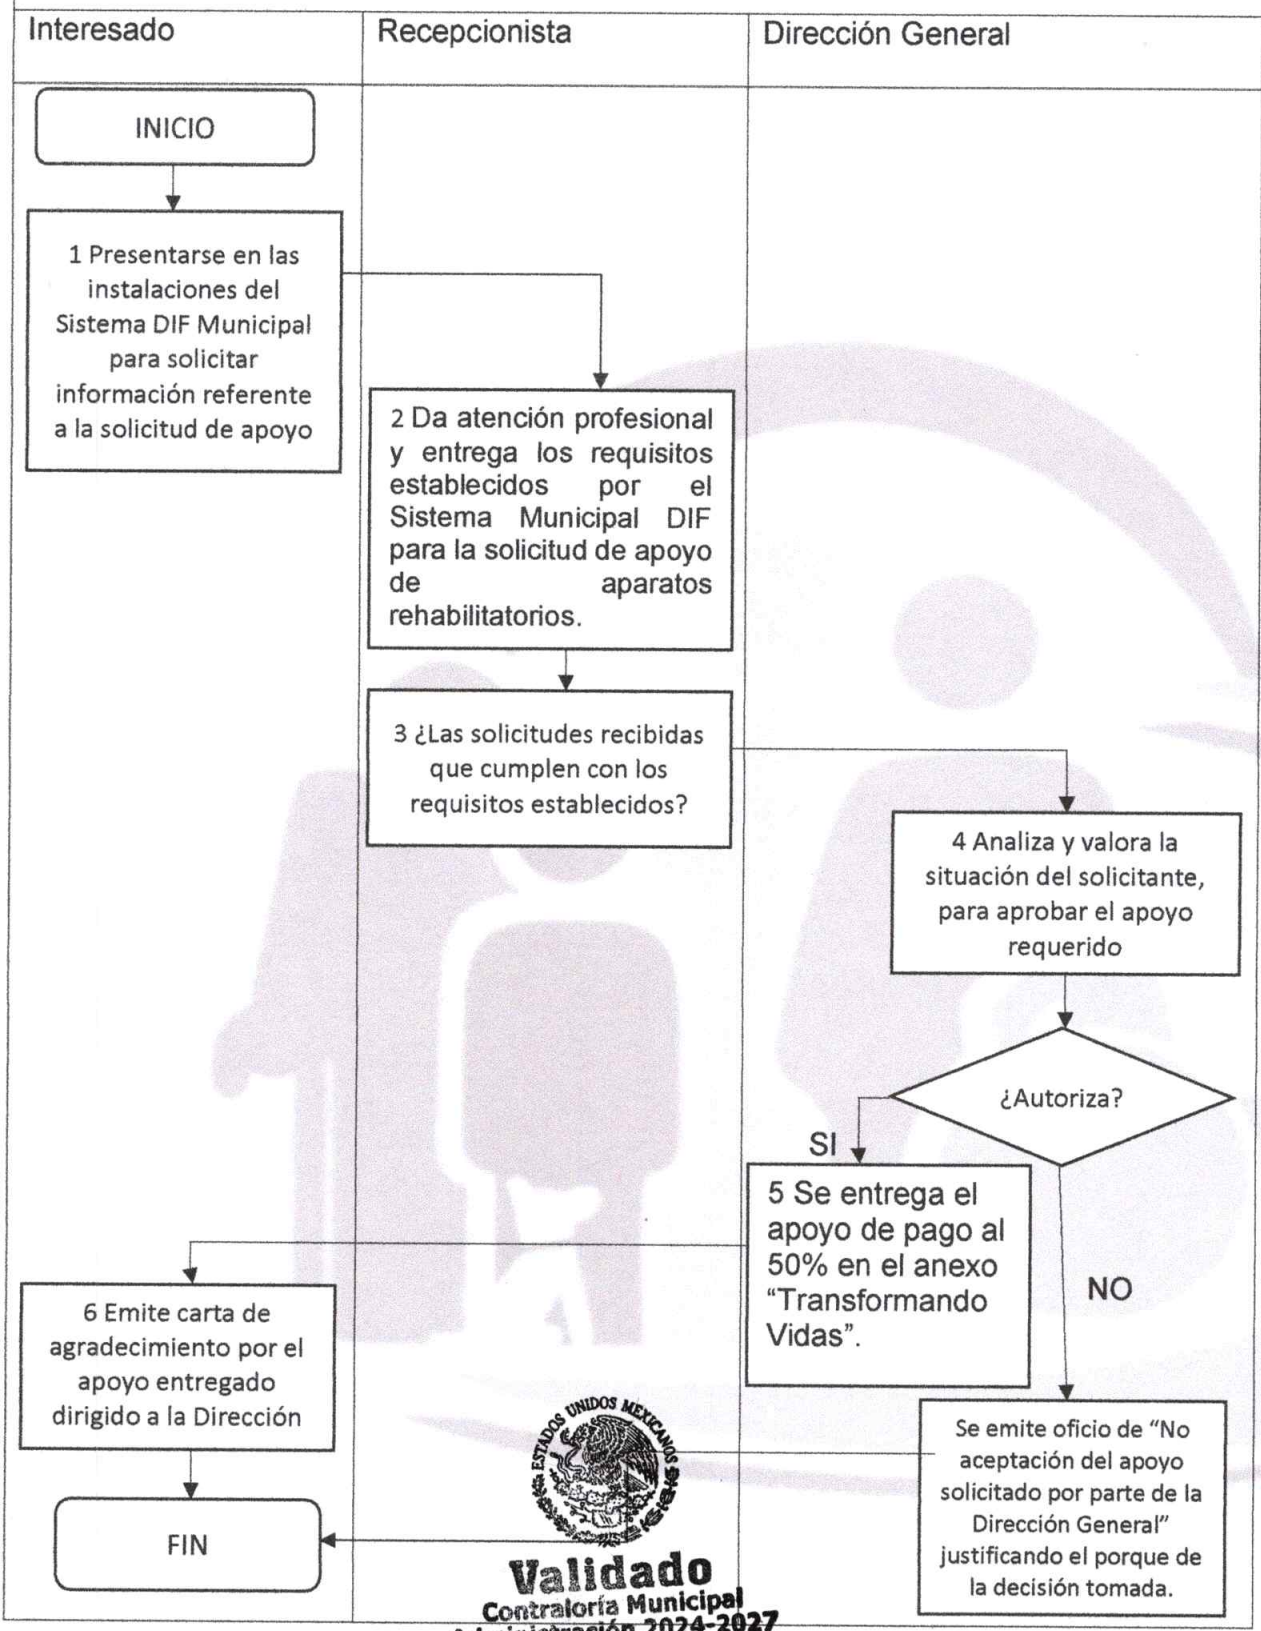 Interesado
Recepcionista
Dirección General
INICIO
1 Presentarse en las
instalaciones del
Sistema DIF Municipal
para solicitar
información referente
a la solicitud de apoyo
2 Da atención profesional
y entrega los requisitos
establecidos por el
Sistema Municipal DIF
para la solicitud de apoyo
de aparatos
rehabilitatorios.
3 ¿Las solicitudes recibidas
que cumplen con los
requisitos establecidos?
4 Analiza y valora la
situación del solicitante,
para aprobar el apoyo
requerido
¿Autoriza?
SI
NO
5 Se entrega el
apoyo de pago al
50% en el anexo
“Transformando
Vidas”.
6 Emite carta de
agradecimiento por el
apoyo entregado
dirigido a la Dirección
Se emite oficio de “No
aceptación del apoyo
solicitado por parte de la
Dirección General”
justificando el porque de
la decisión tomada.
FIN
ESTADOS UNIDOS MEXICANOS
Validado
Contraloría Municipal
Administración 2024-2027